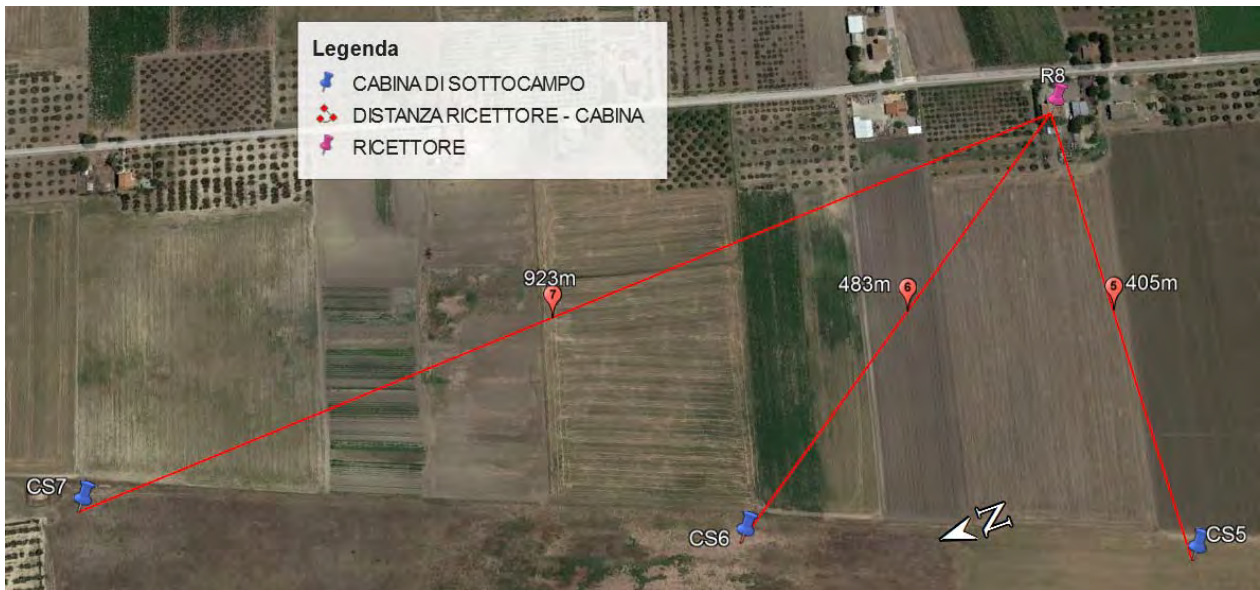 Legenda
CABINA DI SOTTOCAMPO
DISTANZA RICETTORE - CABINA
RICETTORE
R8
923m
7
483m
6
5
405m
CS7
CS6
N
CS5